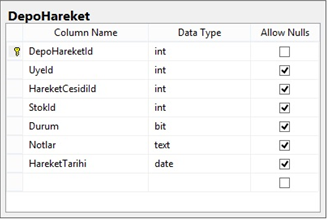 DepoHareket
Column Name Data Type Allow Nulls
DepoHareketId int
UyeId int
HareketCesidiId int
StokId int
Durum bit
Notlar text
HareketTarihi date